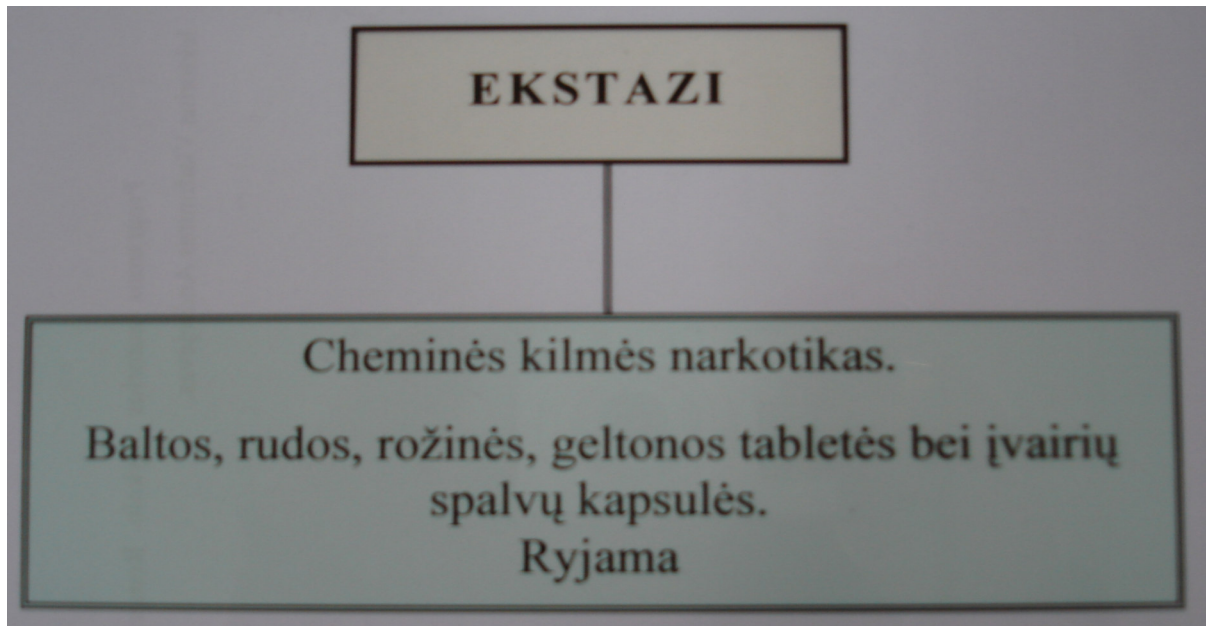 EKSTAZI
Cheminės kilmės narkotikas.
Baltos, rudos, rožinės, geltonos tabletės bei įvairių
spalvų kapsulės.
Ryjama